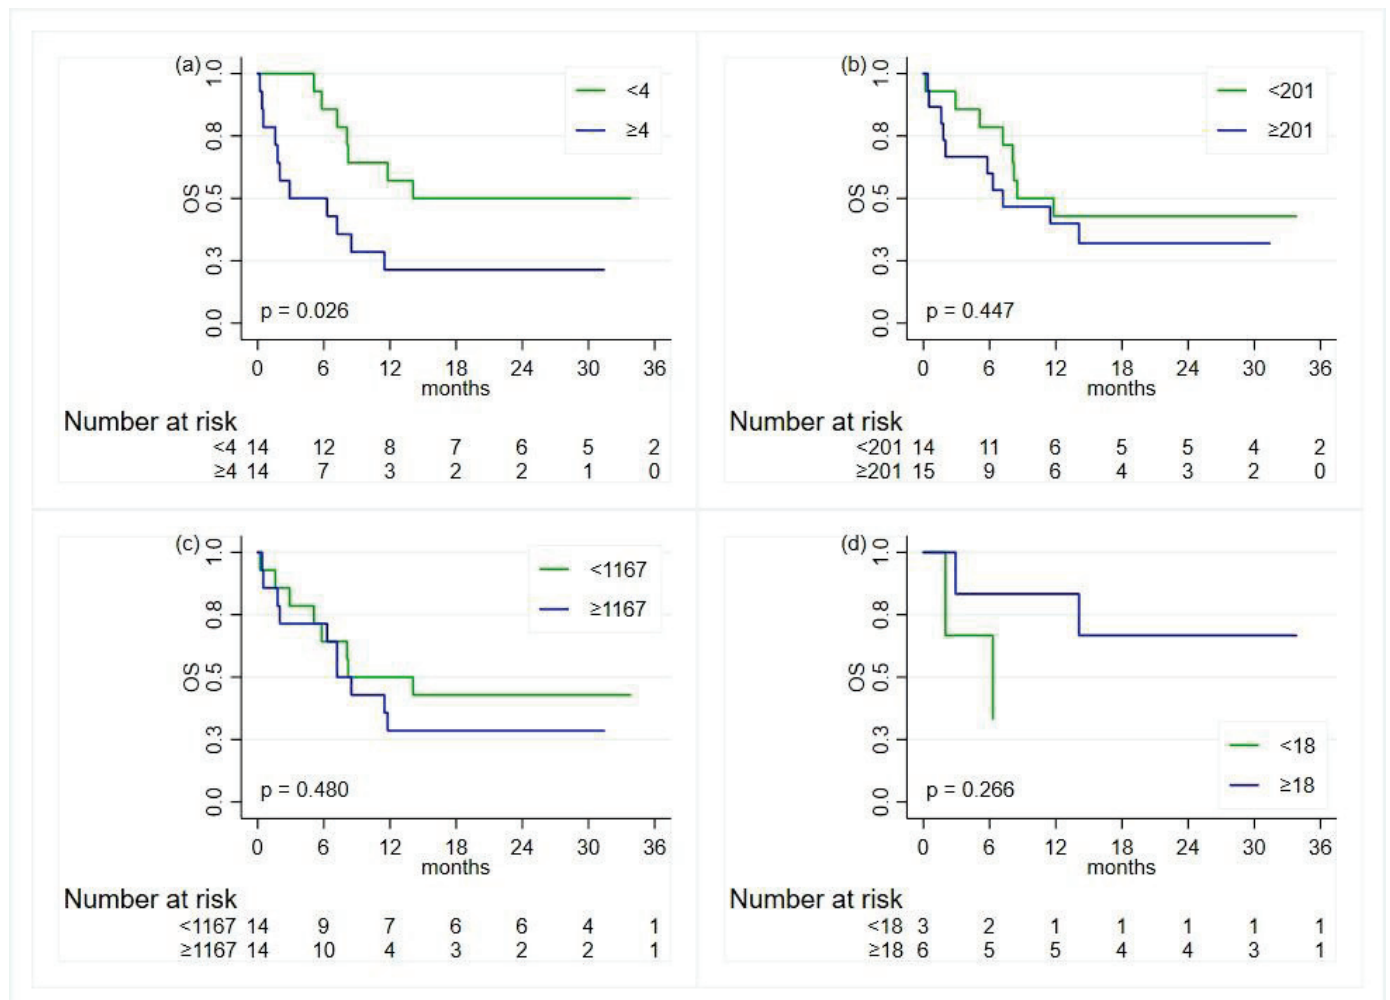 (a)
1.0
<4
≥4
0.8
OS
0.5
0.3
p = 0.026
0.0
0 6 12 18 24 30 36
months
Number at risk
<4 14 12 8 7 6 5 2
≥4 14 7 3 2 2 1 0
(b)
1.0
<201
≥201
0.8
OS
0.5
0.3
p = 0.447
0.0
0 6 12 18 24 30 36
months
Number at risk
<201 14 11 6 5 5 4 2
≥201 15 9 6 4 3 2 0
(c)
1.0
<1167
≥1167
0.8
OS
0.5
0.3
p = 0.480
0.0
0 6 12 18 24 30 36
months
Number at risk
<1167 14 9 7 6 6 4 1
≥1167 14 10 4 3 2 2 1
(d)
1.0
0.8
OS
0.5
0.3
<18
≥18
p = 0.266
0.0
0 6 12 18 24 30 36
months
Number at risk
<18 3 2 1 1 1 1 1
≥18 6 5 5 4 4 3 1